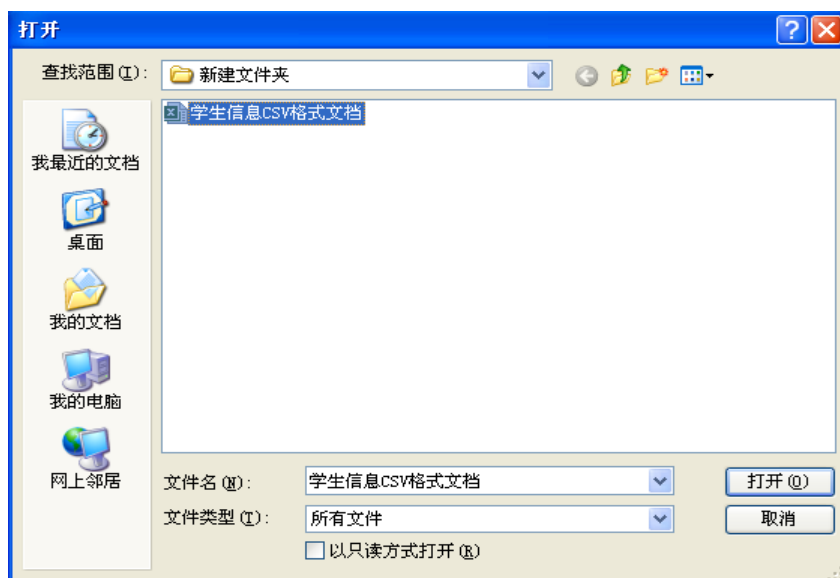 打开
查找范围(I):
新建文件夹
学生信息CSV格式文档
我最近的文档
桌面
我的文档
我的电脑
网上邻居
文件名(N):
学生信息CSV格式文档
打开(O)
文件类型(T):
所有文件
取消
以只读方式打开(R)